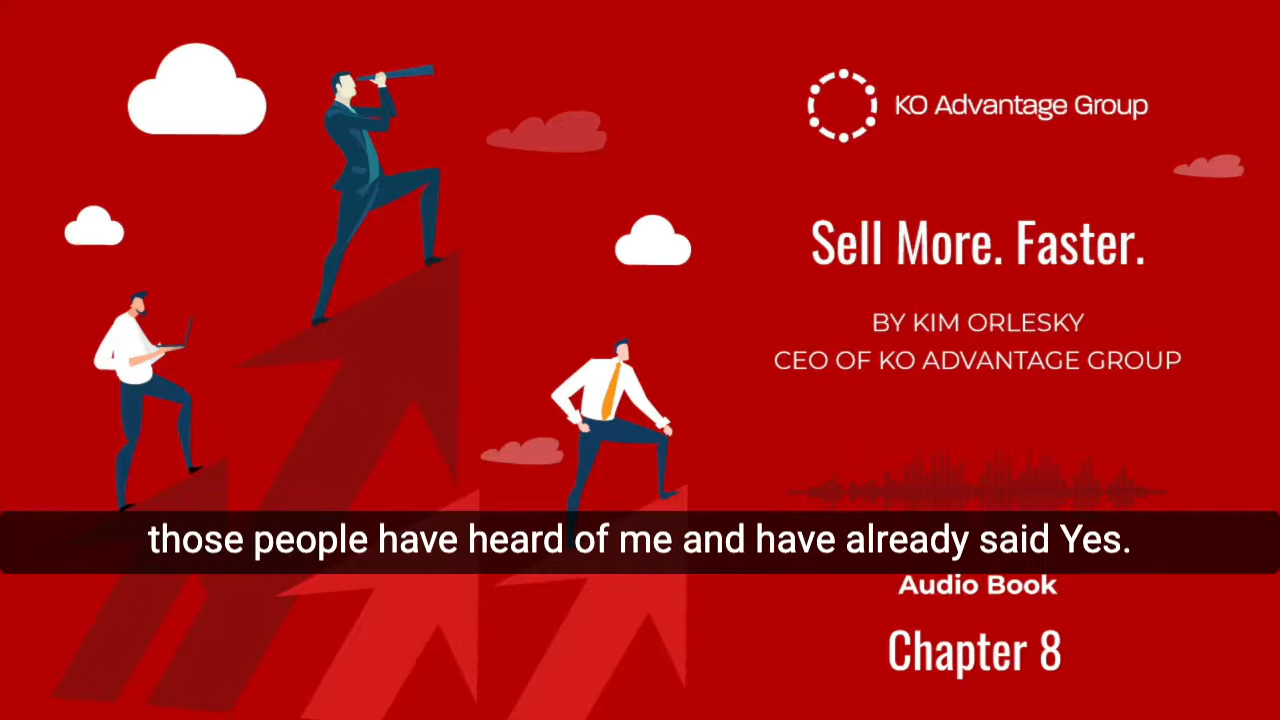 KO Advantage Group
Sell More. Faster.
BY KIM ORLESKY
CEO OF KO ADVANTAGE GROUP
those people have heard of me and have already said Yes.
Audio Book
Chapter 8